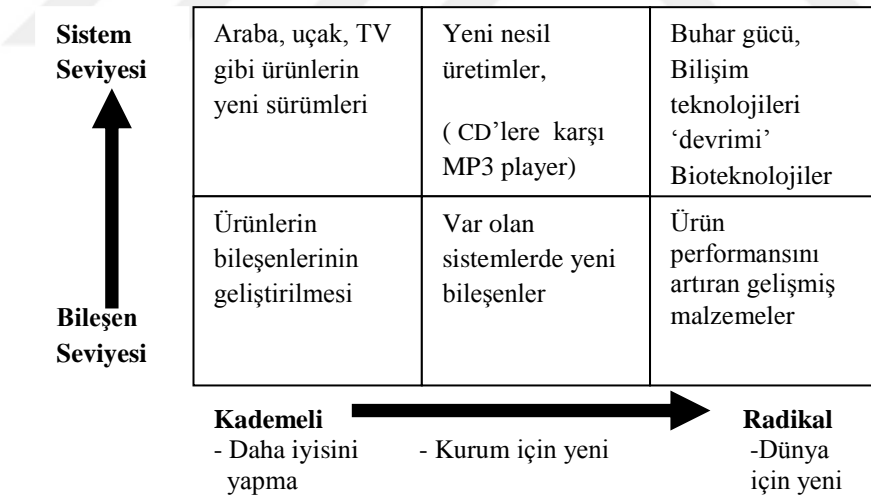 Sistem
Seviyesi
Araba, uçak, TV
gibi ürünlerin
yeni sürümleri
Yeni nesil
üretimler,
( CD’lere karşı
MP3 player)
Buhar gücü,
Bilişim
teknolojileri
‘devrimi’
Bioteknolojiler
Bileşen
Seviyesi
Ürünlerin
bileşenlerinin
geliştirilmesi
Var olan
sistemlerde yeni
bileşenler
Ürün
performansını
artıran gelişmiş
malzemeler
Kademeli
- Daha iyisini
yapma
- Kurum için yeni
Radikal
-Dünya
için yeni